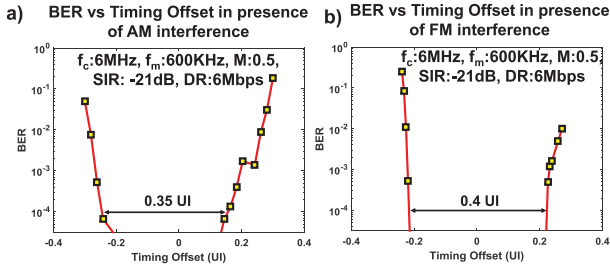 a)
BER vs Timing Offset in presence
of AM interference
fc:6MHz, fm:600KHz, M:0.5,
SIR: -21dB, DR:6Mbps
BER
10^0
10^-1
10^-2
10^-3
10^-4
0.35 UI
-0.4 -0.2 0 0.2 0.4
Timing Offset (UI)
b)
BER vs Timing Offset in presence
of FM interference
fc:6MHz, fm:600KHz, M:0.5,
SIR: -21dB, DR:6Mbps
BER
10^0
10^-1
10^-2
10^-3
10^-4
0.4 UI
-0.4 -0.2 0 0.2 0.4
Timing Offset (UI)